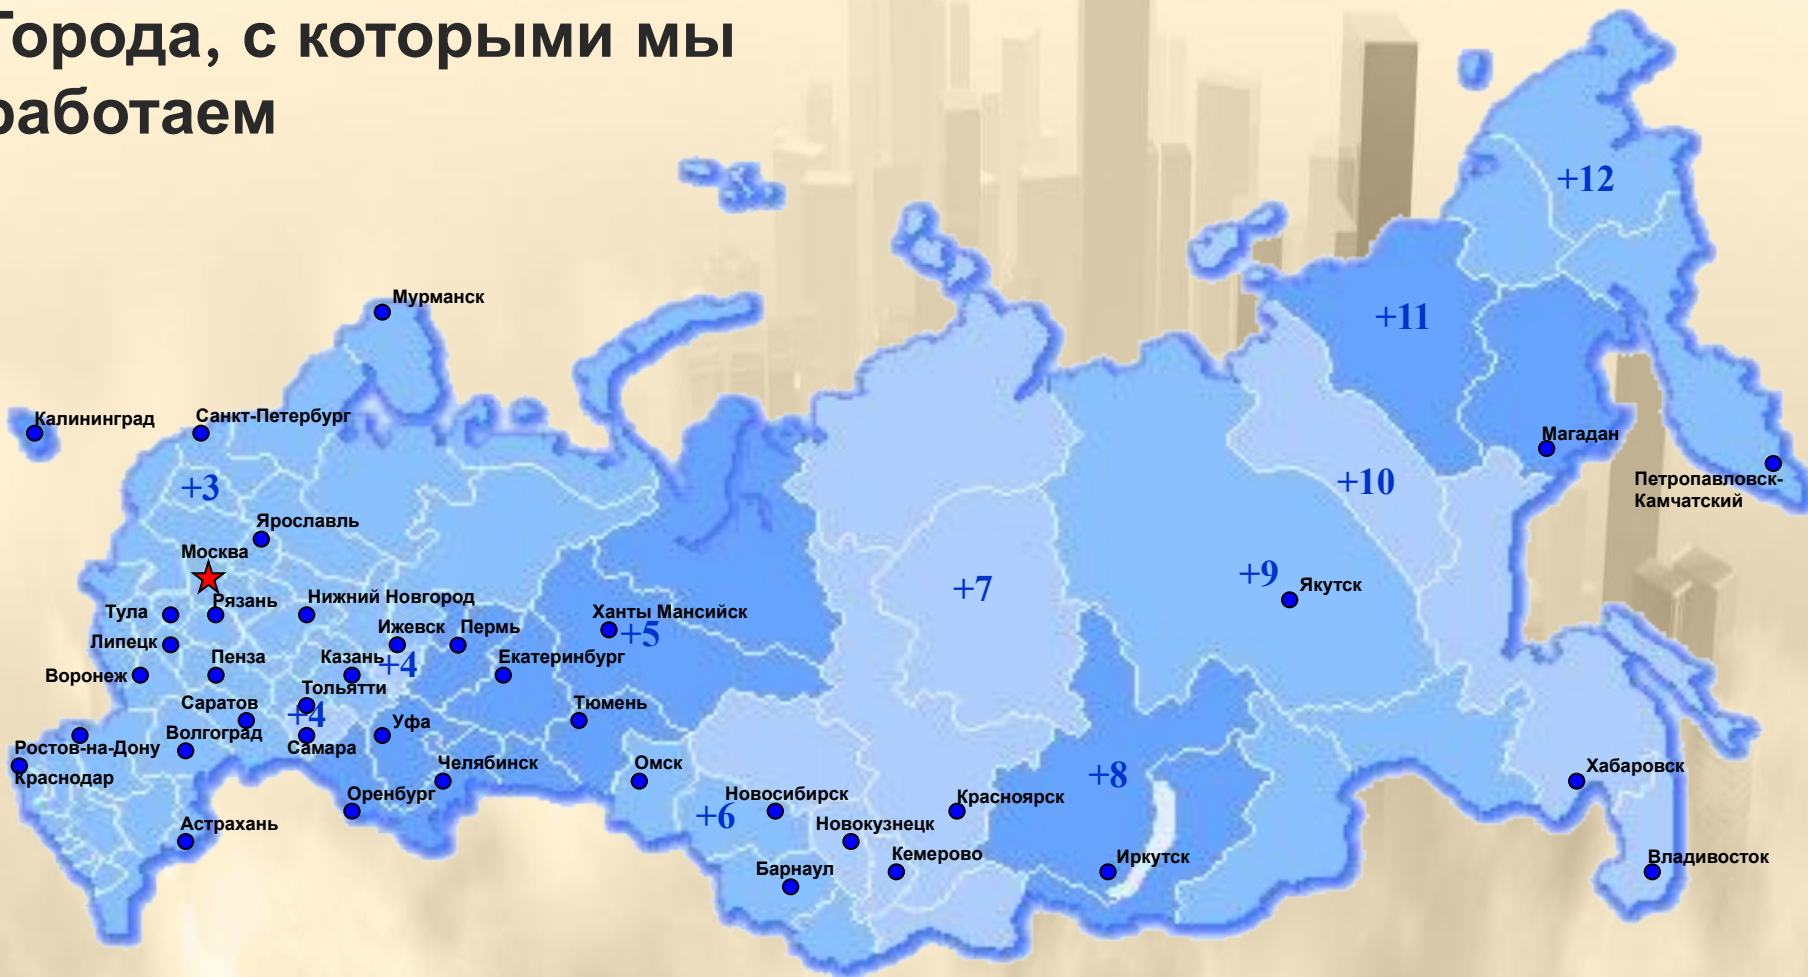 Города, с которыми мы
работаем
+12
Мурманск
+11
Калининград
Санкт-Петербург
Магадан
+3
+10
Петропавловск-
Камчатский
Ярославль
Москва
+7
+9
Якутск
Тула
Рязань
Нижний Новгород
Ханты Мансийск
Липецк
Ижевск
Пермь
+5
Воронеж
Пенза
Казань
+4
Екатеринбург
Тольятти
Саратов
+4
Уфа
Тюмень
Ростов-на-Дону
Волгоград
Самара
Краснодар
Челябинск
Омск
+8
Хабаровск
Оренбург
+6
Новосибирск
Красноярск
Астрахань
Новокузнецк
Кемерово
Иркутск
Владивосток
Барнаул